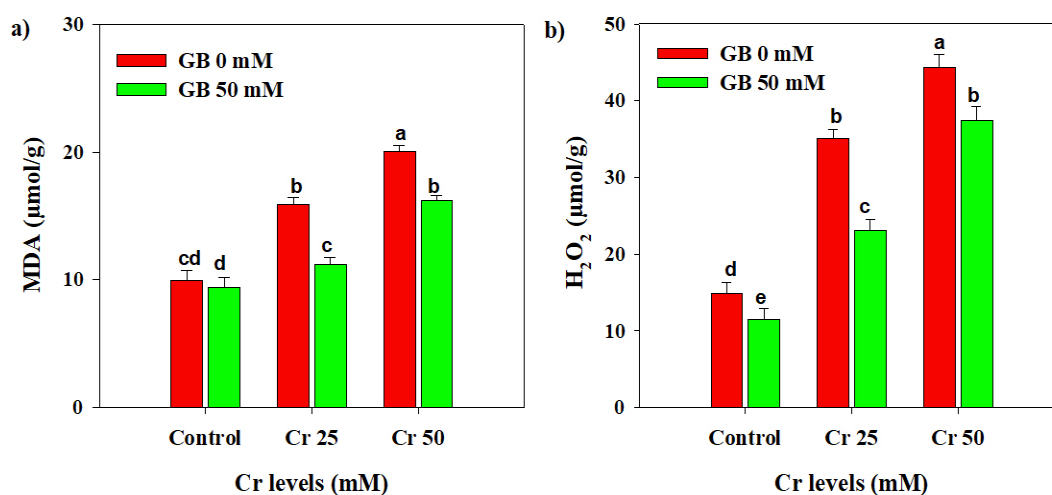 a)
30
20
10
0
MDA (µmol/g)
GB 0 mM
GB 50 mM
cd
d
b
c
a
b
Control
Cr 25
Cr 50
Cr levels (mM)
b)
50
40
30
20
10
0
H₂O₂ (µmol/g)
GB 0 mM
GB 50 mM
d
e
b
c
a
b
Control
Cr 25
Cr 50
Cr levels (mM)